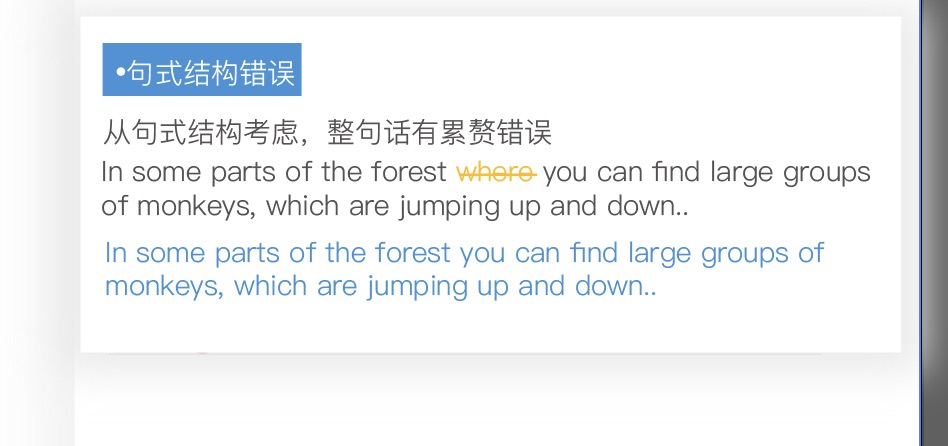 •句式结构错误
从句式结构考虑，整句话有累赘错误
In some parts of the forest where you can find large groups
of monkeys, which are jumping up and down..
In some parts of the forest you can find large groups of
monkeys, which are jumping up and down..